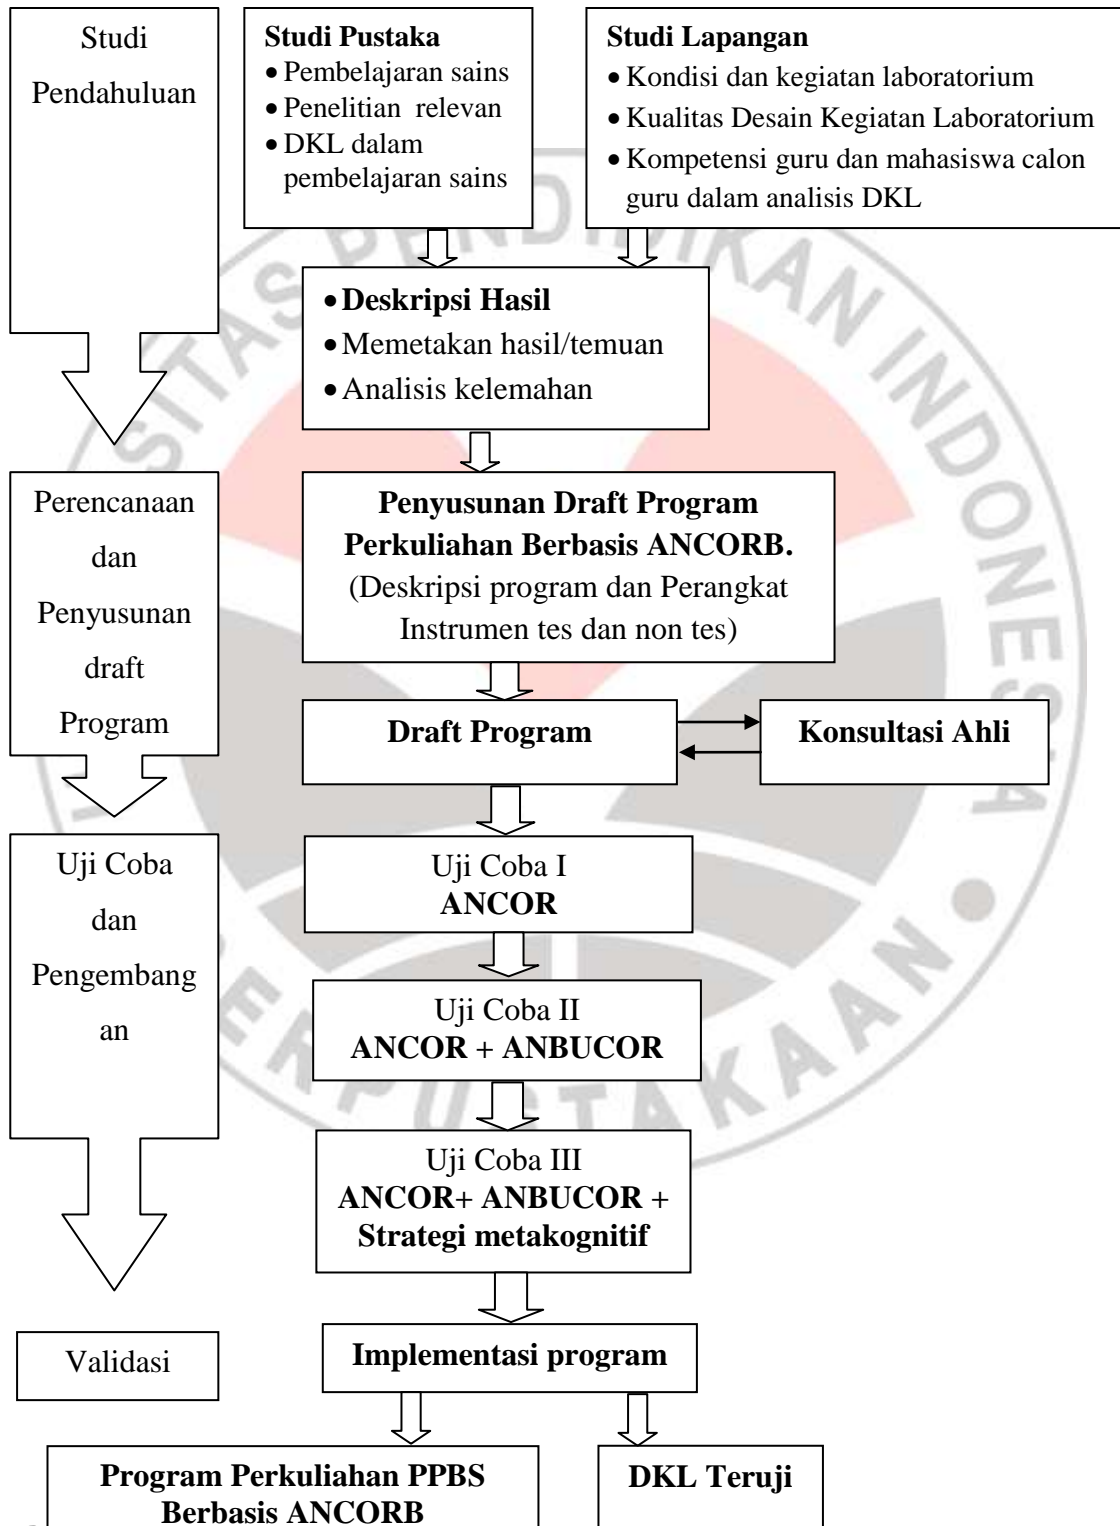 Studi
Pendahuluan
Studi Pustaka
• Pembelajaran sains
• Penelitian relevan
• DKL dalam
pembelajaran sains
Studi Lapangan
• Kondisi dan kegiatan laboratorium
• Kualitas Desain Kegiatan Laboratorium
• Kompetensi guru dan mahasiswa calon
guru dalam analisis DKL
• Deskripsi Hasil
• Memetakan hasil/temuan
• Analisis kelemahan
Perencanaan
dan
Penyusunan
draft
Program
Penyusunan Draft Program
Perkuliahan Berbasis ANCORB.
(Deskripsi program dan Perangkat
Instrumen tes dan non tes)
Draft Program
Konsultasi Ahli
Uji Coba
dan
Pengembang
an
Uji Coba I
ANCOR
Uji Coba II
ANCOR + ANBUCOR
Uji Coba III
ANCOR+ ANBUCOR +
Strategi metakognitif
Validasi
Implementasi program
Program Perkuliahan PPBS
Berbasis ANCORB
DKL Teruji
SITAS PENDIDIKAN INDONESIA
PERPUSTAKAAN